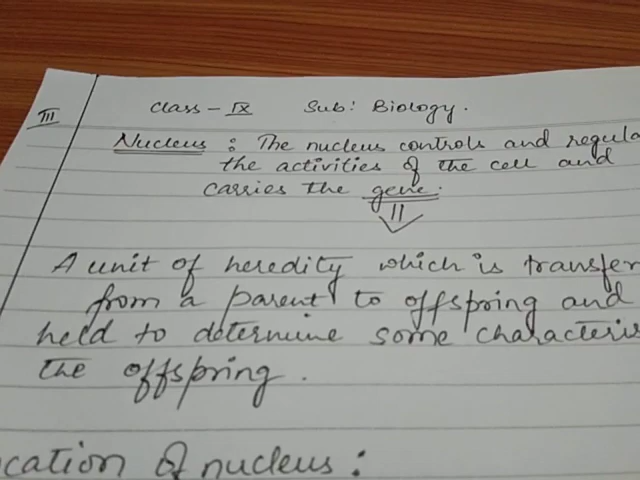 III
Class - IX Sub: Biology.
Nucleus: The nucleus controls and regula
the activities of the cell and
carries the gene.
A unit of heredity which is transfer
from a parent to offspring and
held to determine some characteris
the offspring.
cation of nucleus: